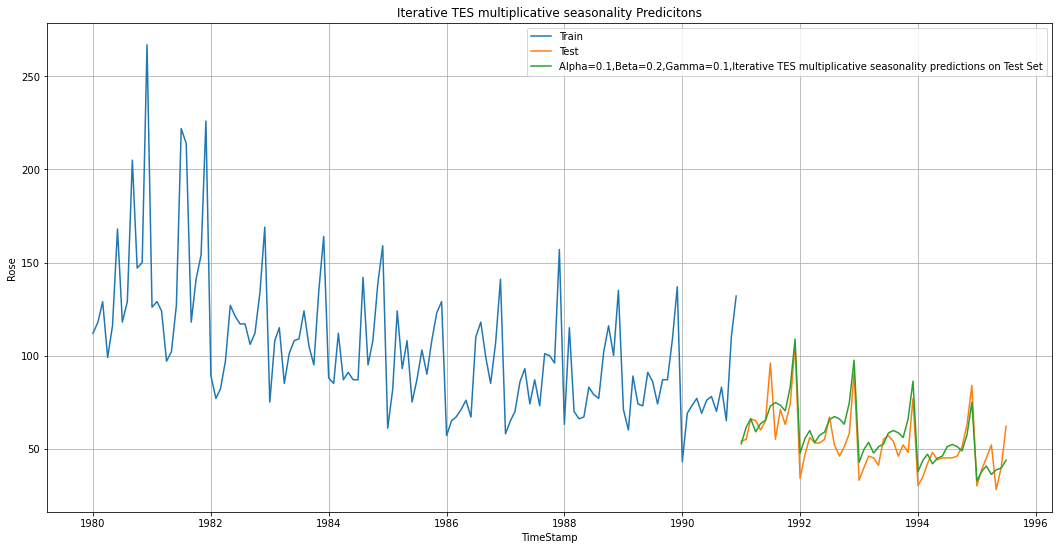 Iterative TES multiplicative seasonality Predicitons
Train
Test
Alpha=0.1,Beta=0.2,Gamma=0.1,Iterative TES multiplicative seasonality predictions on Test Set
250
200
150
100
50
Rose
1980 1982 1984 1986 1988 1990 1992 1994 1996
TimeStamp